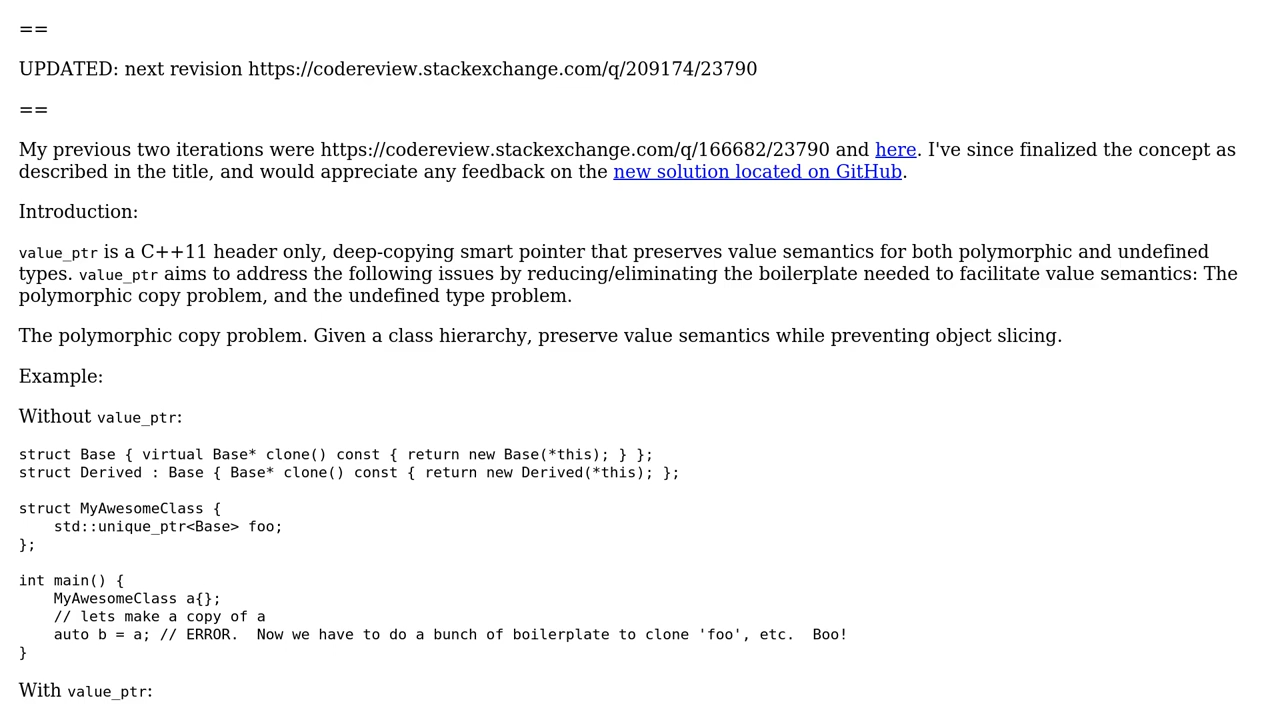 ==
UPDATED: next revision https://codereview.stackexchange.com/q/209174/23790
==
My previous two iterations were https://codereview.stackexchange.com/q/166682/23790 and here. I've since finalized the concept as
described in the title, and would appreciate any feedback on the new solution located on GitHub.
Introduction:
value_ptr is a C++11 header only, deep-copying smart pointer that preserves value semantics for both polymorphic and undefined
types. value_ptr aims to address the following issues by reducing/eliminating the boilerplate needed to facilitate value semantics: The
polymorphic copy problem, and the undefined type problem.
The polymorphic copy problem. Given a class hierarchy, preserve value semantics while preventing object slicing.
Example:
Without value_ptr:
struct Base { virtual Base* clone() const { return new Base(*this); } };
struct Derived : Base { Base* clone() const { return new Derived(*this); };
struct MyAwesomeClass {
    std::unique_ptr<Base> foo;
};
int main() {
    MyAwesomeClass a{};
    // lets make a copy of a
    auto b = a; // ERROR.  Now we have to do a bunch of boilerplate to clone 'foo', etc.  Boo!
}
With value_ptr: